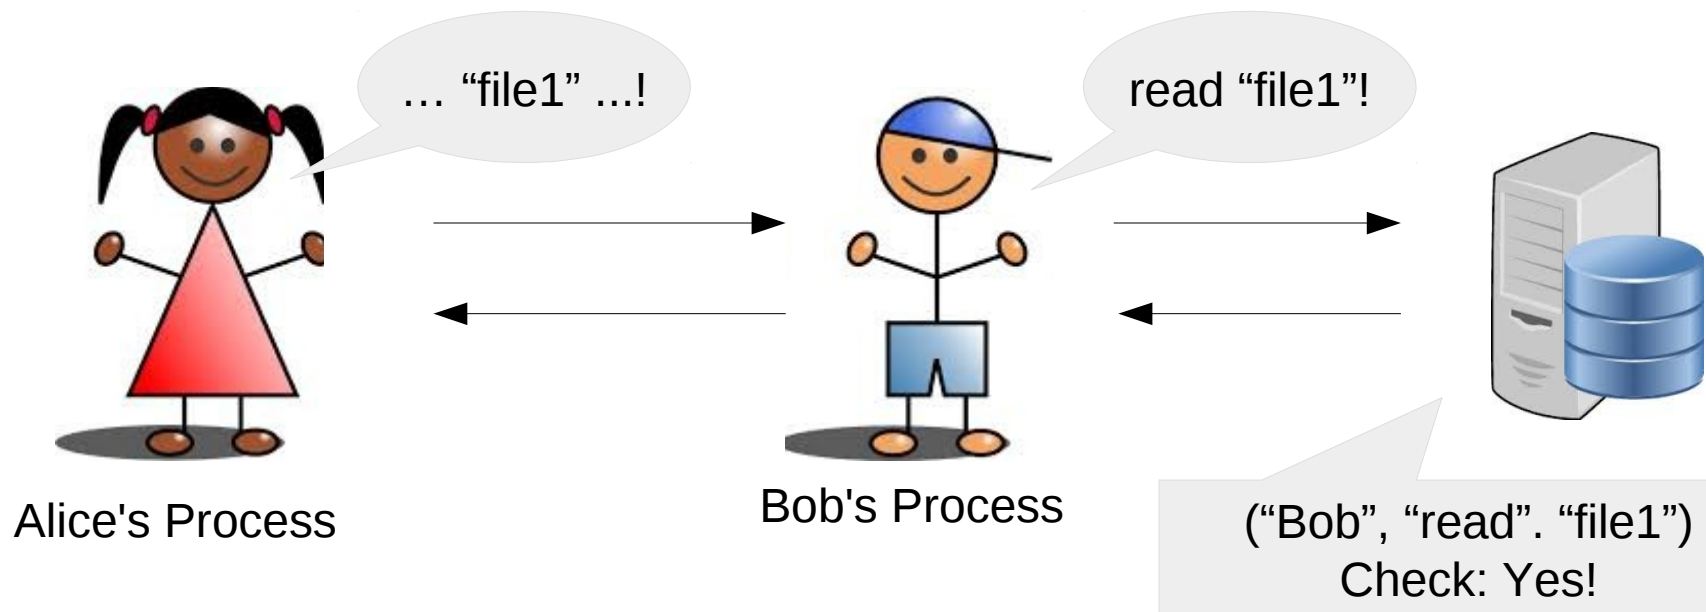 … “file1” ...!
read “file1”!
Alice's Process
Bob's Process
(“Bob”, “read”. “file1”)
Check: Yes!